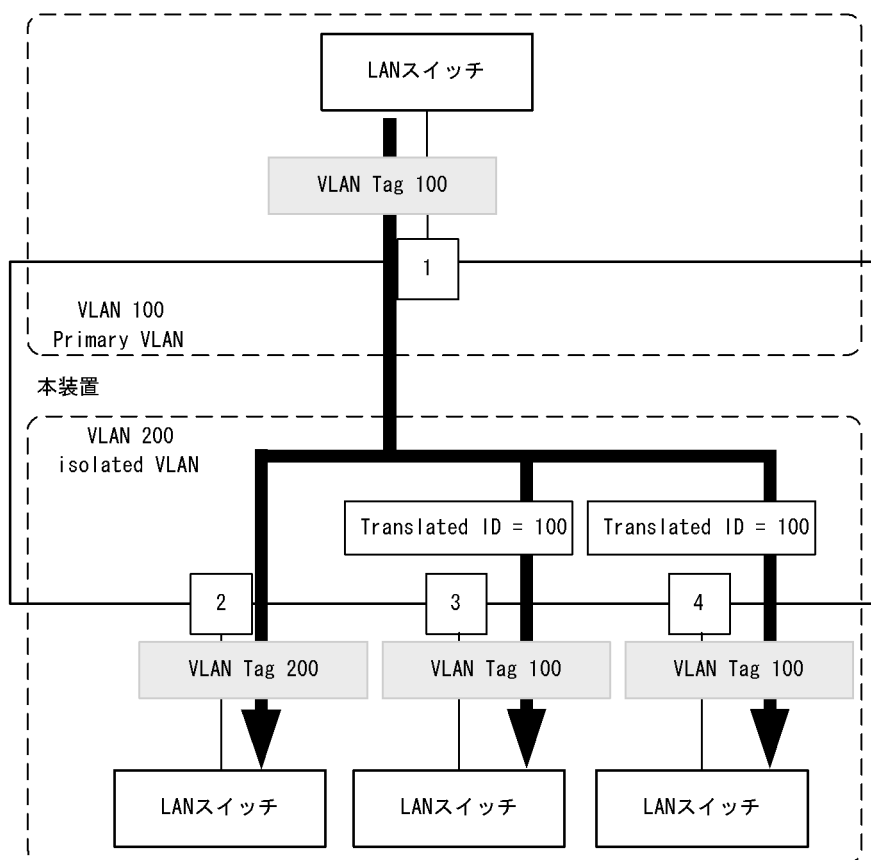 LANスイッチ
VLAN Tag 100
1
VLAN 100
Primary VLAN
本装置
VLAN 200
isolated VLAN
Translated ID = 100
Translated ID = 100
2
3
4
VLAN Tag 200
VLAN Tag 100
VLAN Tag 100
LANスイッチ
LANスイッチ
LANスイッチ